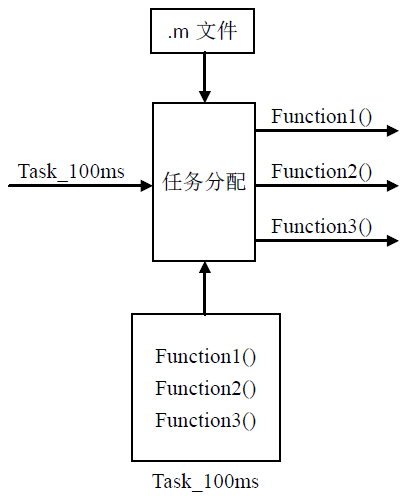 .m 文件
Function1()
Task_100ms
任务分配
Function2()
Function3()
Function1()
Function2()
Function3()
Task_100ms